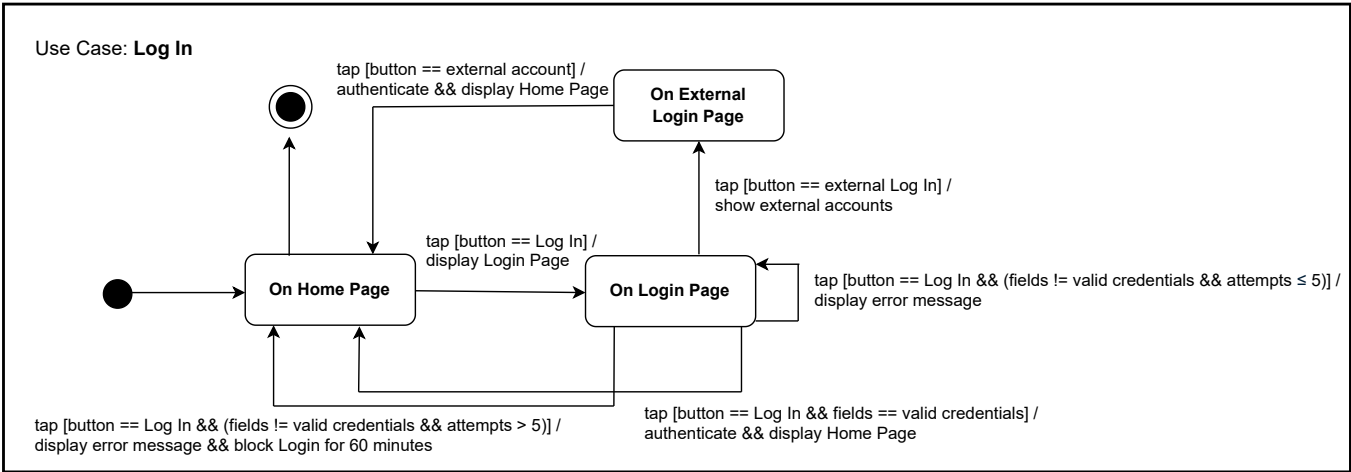 Use Case: Log In
tap [button == external account] /
authenticate && display Home Page
On External
Login Page
tap [button == external Log In] /
show external accounts
tap [button == Log In] /
display Login Page
On Home Page
On Login Page
tap [button == Log In && (fields != valid credentials && attempts ≤ 5)] /
display error message
tap [button == Log In && (fields != valid credentials && attempts > 5)] /
display error message && block Login for 60 minutes
tap [button == Log In && fields == valid credentials] /
authenticate && display Home Page